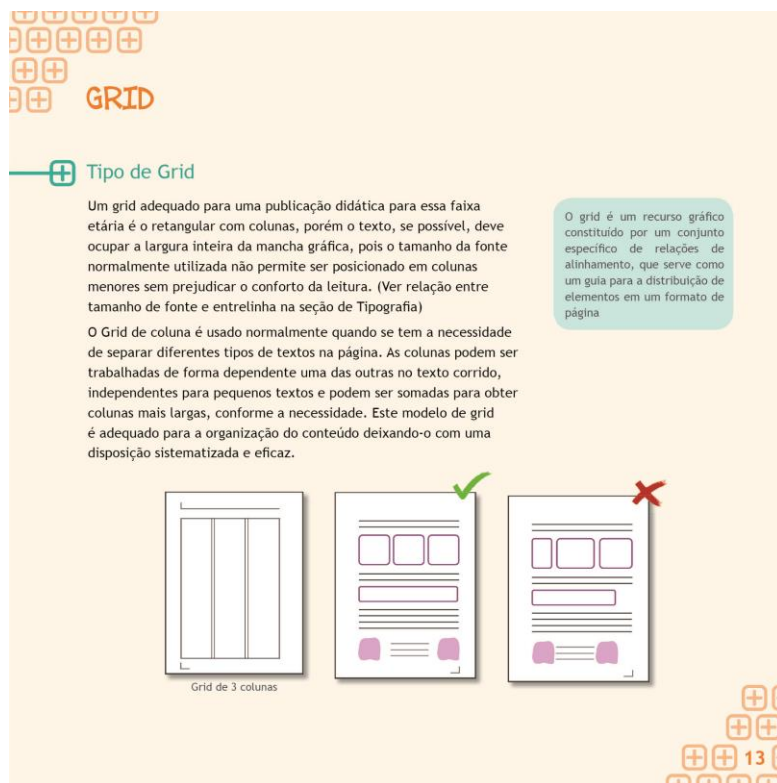 GRID
Tipo de Grid
Um grid adequado para uma publicação didática para essa faixa
etária é o retangular com colunas, porém o texto, se possível, deve
ocupar a largura inteira da mancha gráfica, pois o tamanho da fonte
normalmente utilizada não permite ser posicionado em colunas
menores sem prejudicar o conforto da leitura. (Ver relação entre
tamanho de fonte e entrelinha na seção de Tipografia)
O Grid de coluna é usado normalmente quando se tem a necessidade
de separar diferentes tipos de textos na página. As colunas podem ser
trabalhadas de forma dependente uma das outras no texto corrido,
independentes para pequenos textos e podem ser somadas para obter
colunas mais largas, conforme a necessidade. Este modelo de grid
é adequado para a organização do conteúdo deixando-o com uma
disposição sistematizada e eficaz.
O grid é um recurso gráfico
constituído por um conjunto
específico de relações de
alinhamento, que serve como
um guia para a distribuição de
elementos em um formato de
página
Grid de 3 colunas
13